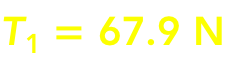 T₁ = 67.9 N